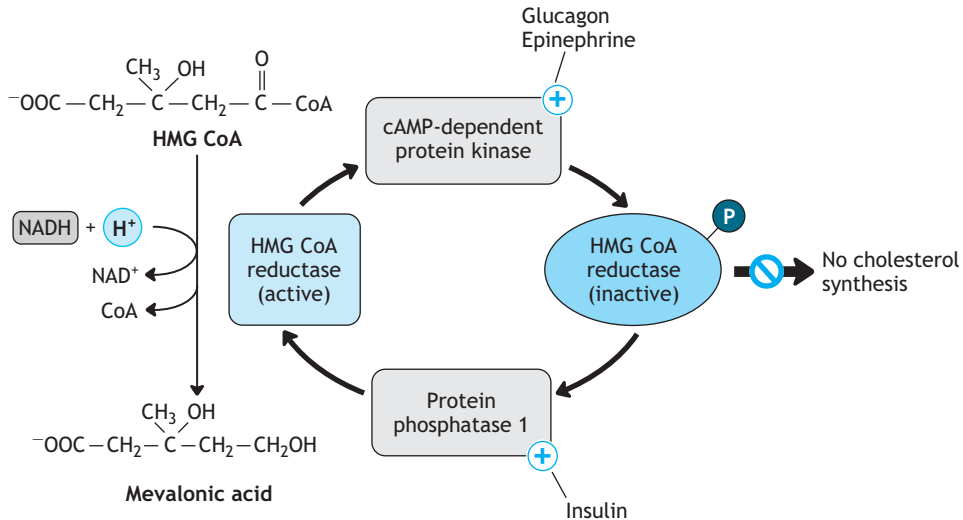 Glucagon
Epinephrine
CH₃ OH O
⁻OOC—CH₂—C—CH₂—C—CoA
HMG CoA
cAMP-dependent
protein kinase
NADH + H⁺
NAD⁺
CoA
HMG CoA
reductase
(active)
HMG CoA
reductase
(inactive)
P
No cholesterol
synthesis
Protein
phosphatase 1
Insulin
CH₃ OH
⁻OOC—CH₂—C—CH₂—CH₂OH
Mevalonic acid